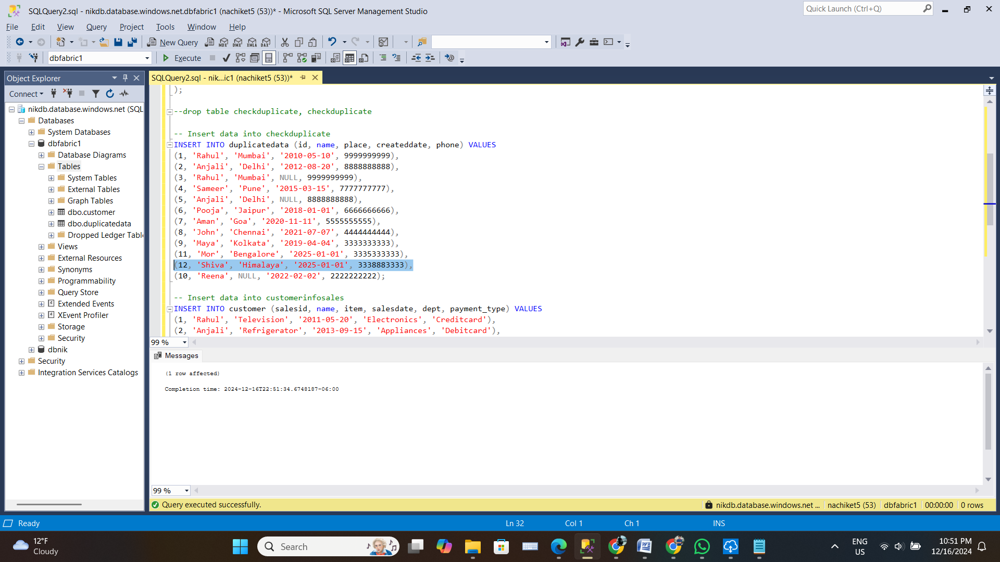 SQLQuery2.sql - nikdb.database.windows.net.dbfabric1 (nachiket5 (53))* - Microsoft SQL Server Management Studio
Quick Launch (Ctrl+Q)
File Edit View Query Project Tools Window Help
New Query
MDX DMX XMLA DAX
dbfabric1
Execute
Object Explorer
SQLQuery2.sql - nik...ic1 (nachiket5 (53))*
Connect
nikdb.database.windows.net (SQL
Databases
System Databases
dbfabric1
Database Diagrams
Tables
System Tables
External Tables
Graph Tables
dbo.customer
dbo.duplicatedata
Dropped Ledger Table
Views
External Resources
Synonyms
Programmability
Query Store
Extended Events
XEvent Profiler
Storage
Security
dbnik
Security
Integration Services Catalogs
);
--drop table checkduplicate, checkduplicate
-- Insert data into checkduplicate
INSERT INTO duplicatedata (id, name, place, createddate, phone) VALUES
(1, 'Rahul', 'Mumbai', '2010-05-10', 9999999999),
(2, 'Anjali', 'Delhi', '2012-08-20', 8888888888),
(3, 'Rahul', 'Mumbai', NULL, 9999999999),
(4, 'Sameer', 'Pune', '2015-03-15', 7777777777),
(5, 'Anjali', 'Delhi', NULL, 8888888888),
(6, 'Pooja', 'Jaipur', '2018-01-01', 6666666666),
(7, 'Aman', 'Goa', '2020-11-11', 5555555555),
(8, 'John', 'Chennai', '2021-07-07', 4444444444),
(9, 'Maya', 'Kolkata', '2019-04-04', 3333333333),
(11, 'Mor', 'Bengalore', '2025-01-01', 3335333333),
(12, 'Shiva', 'Himalaya', '2025-01-01', 3338883333),
(10, 'Reena', NULL, '2022-02-02', 2222222222);
-- Insert data into customerinfosales
INSERT INTO customer (salesid, name, item, salesdate, dept, payment_type) VALUES
(1, 'Rahul', 'Television', '2011-05-20', 'Electronics', 'Creditcard'),
(2, 'Anjali', 'Refrigerator', '2013-09-15', 'Appliances', 'Debitcard'),
99 %
Messages
(1 row affected)
Completion time: 2024-12-16T22:51:34.6748187-06:00
99 %
Query executed successfully.
nikdb.database.windows.net ... nachiket5 (53) dbfabric1 00:00:00 0 rows
Ready
Ln 32 Col 1 Ch 1 INS
12°F
Cloudy
Search
ENG
US
10:51 PM
12/16/2024